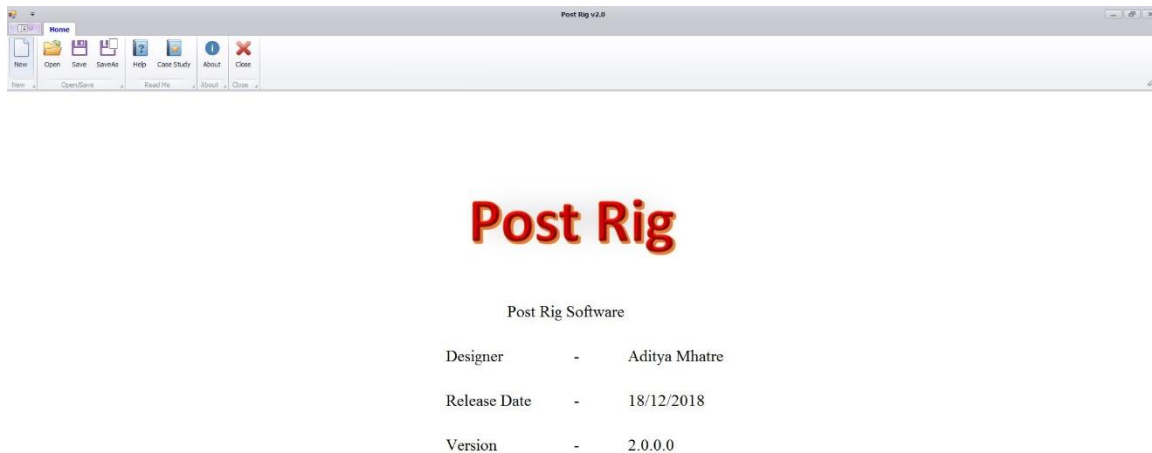 Post Rig v2.0
Home
New Open Save SaveAs Help Case Study About Close
New Open/Save Read Me About Close
Post Rig
Post Rig Software
Designer - Aditya Mhatre
Release Date - 18/12/2018
Version - 2.0.0.0